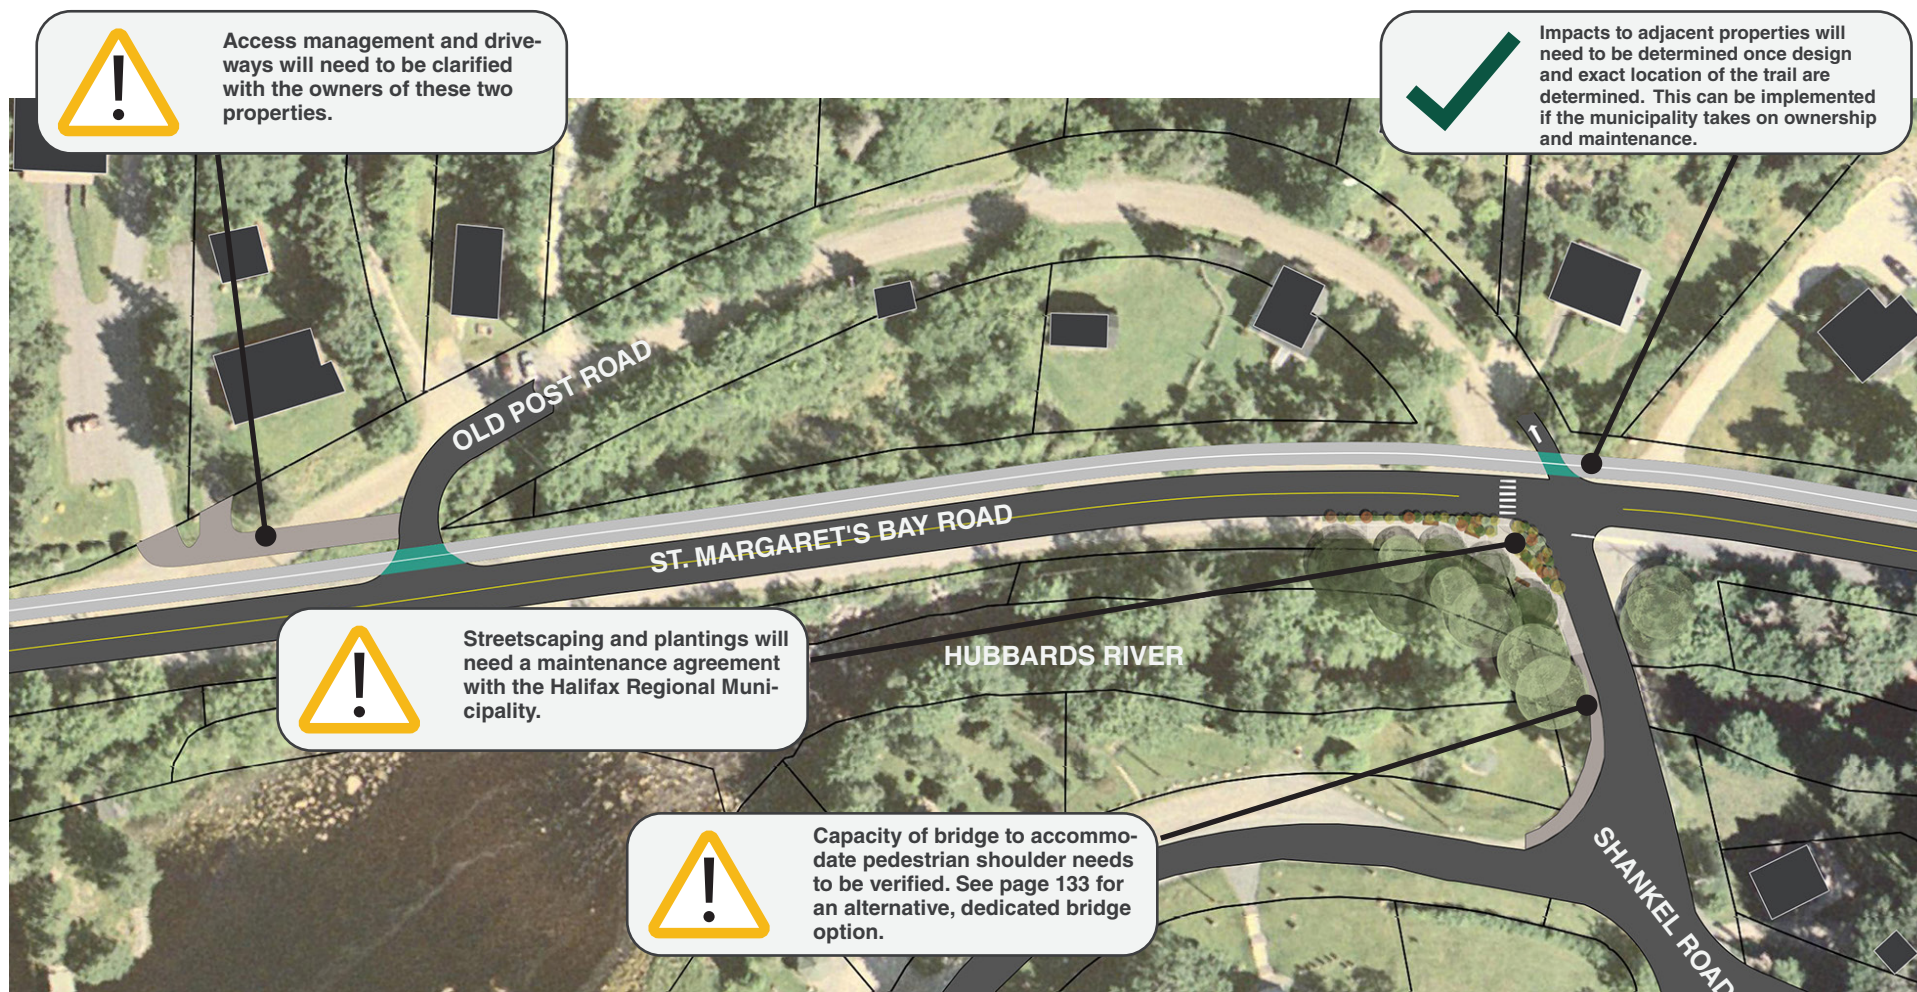 Access management and drive-
ways will need to be clarified
with the owners of these two
properties.
Impacts to adjacent properties will
need to be determined once design
and exact location of the trail are
determined. This can be implemented
if the municipality takes on ownership
and maintenance.
OLD POST ROAD
ST. MARGARET'S BAY ROAD
Streetscaping and plantings will
need a maintenance agreement
with the Halifax Regional Muni-
cipality.
HUBBARDS RIVER
Capacity of bridge to accommo-
date pedestrian shoulder needs
to be verified. See page 133 for
an alternative, dedicated bridge
option.
SHANKEL ROAD